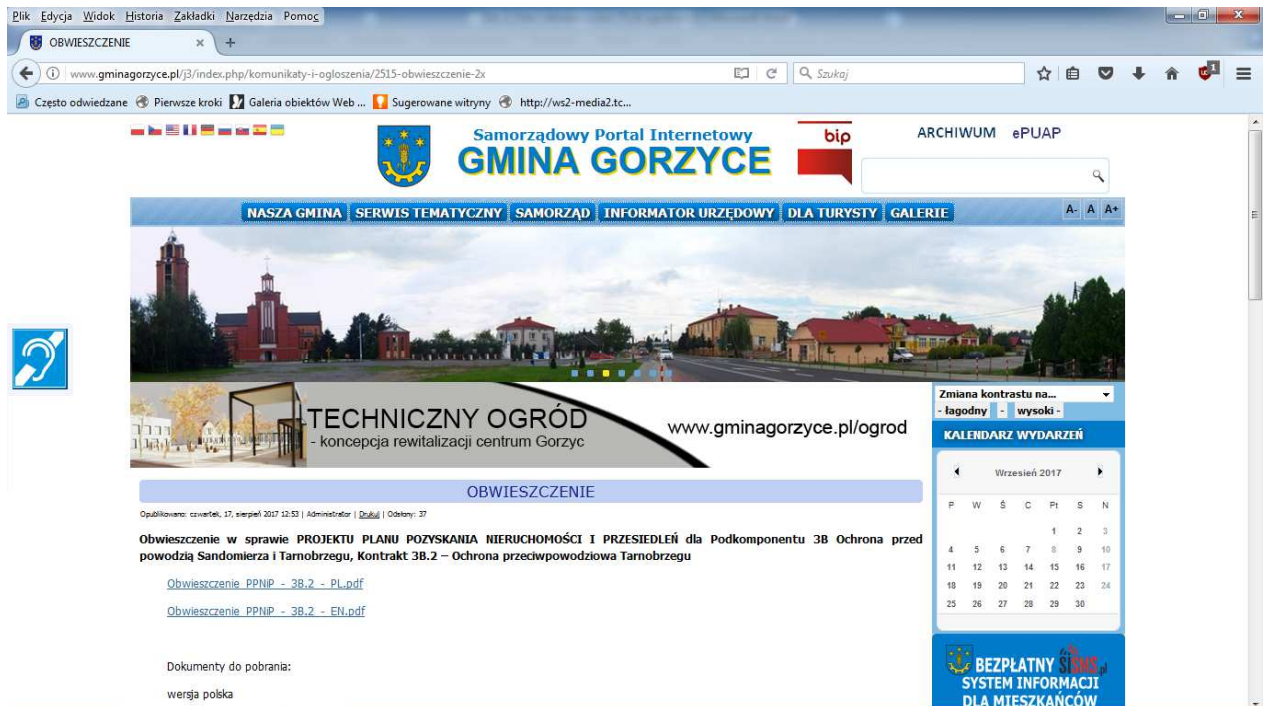 Plik Edycja Widok Historia Zakładki Narzędzia Pomoc
OBWIESZCZENIE
www.gminagorzyce.pl/j3/index.php/komunikaty-i-ogloszenia/2515-obwieszczenie-2x
Szukaj
1
Często odwiedzane Pierwsze kroki Galeria obiektów Web ... Sugerowane witryny http://ws2-media2.tc...
Samorządowy Portal Internetowy
GMINA GORZYCE
bip
ARCHIWUM ePUAP
NASZA GMINA SERWIS TEMATYCZNY SAMORZĄD INFORMATOR URZĘDOWY DLA TURYSTY GALERIE
A- A A+
TECHNICZNY OGRÓD
- koncepcja rewitalizacji centrum Gorzyc
www.gminagorzyce.pl/ogrod
Zmiana kontrastu na...
- łagodny - wysoki -
KALENDARZ WYDARZEŃ
Wrzesień 2017
P W Ś C Pt S N
1 2 3
4 5 6 7 8 9 10
11 12 13 14 15 16 17
18 19 20 21 22 23 24
25 26 27 28 29 30
OBWIESZCZENIE
Opublikowano: czwartek, 17, sierpień 2017 12:53 | Administrator | Drukuj | Odsłony: 37
Obwieszczenie w sprawie PROJEKTU PLANU POZYSKANIA NIERUCHOMOŚCI I PRZESIEDLEŃ dla Podkomponentu 3B Ochrona przed
powodzią Sandomierza i Tarnobrzegu, Kontrakt 3B.2 – Ochrona przeciwpowodziowa Tarnobrzegu
Obwieszczenie PPNiP - 3B.2 - PL.pdf
Obwieszczenie PPNiP - 3B.2 - EN.pdf
Dokumenty do pobrania:
wersja polska
BEZPŁATNY SISMS.pl
SYSTEM INFORMACJI
DLA MIESZKAŃCÓW